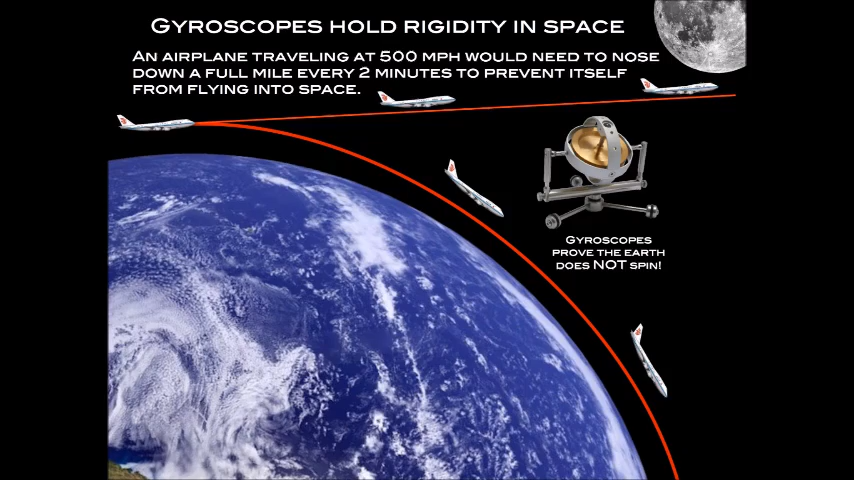 Gyroscopes hold rigidity in space
An airplane traveling at 500 mph would need to nose
down a full mile every 2 minutes to prevent itself
from flying into space.
Gyroscopes
prove the earth
does NOT spin!